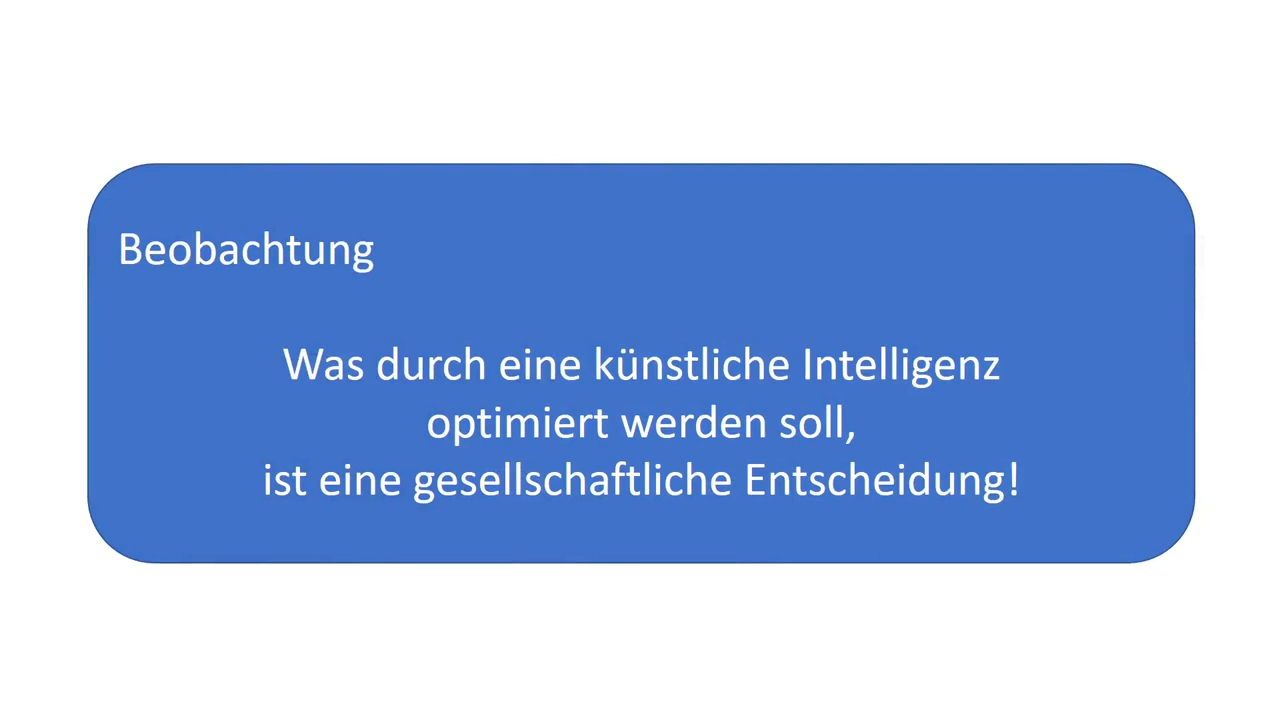 Beobachtung
Was durch eine künstliche Intelligenz
optimiert werden soll,
ist eine gesellschaftliche Entscheidung!